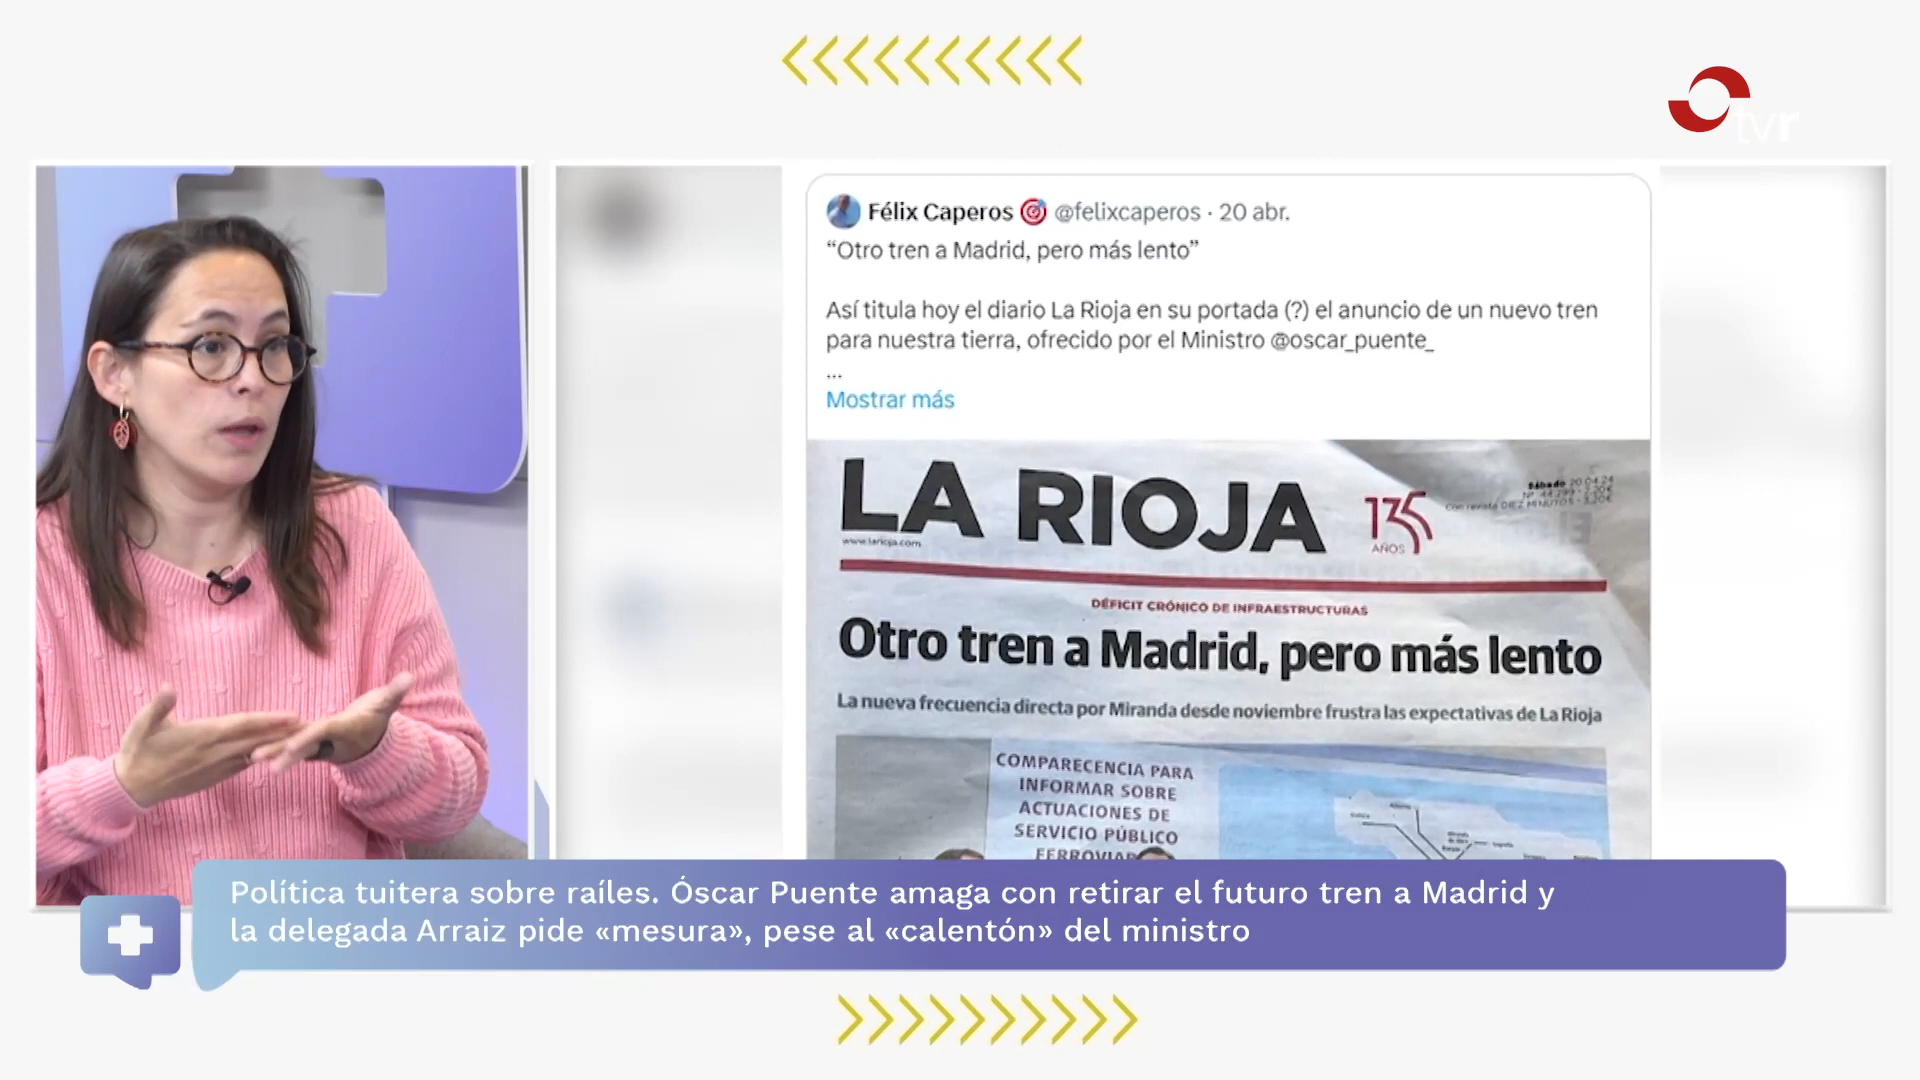 tvr
Félix Caperos @felixcaperos · 20 abr.
“Otro tren a Madrid, pero más lento”
Así titula hoy el diario La Rioja en su portada (?) el anuncio de un nuevo tren
para nuestra tierra, ofrecido por el Ministro @oscar_puente_
...
Mostrar más
LA RIOJA
135
AÑOS
Sábado 20.04.24
www.larioja.com
DÉFICIT CRÓNICO DE INFRAESTRUCTURAS
Otro tren a Madrid, pero más lento
La nueva frecuencia directa por Miranda desde noviembre frustra las expectativas de La Rioja
COMPARECENCIA PARA
INFORMAR SOBRE
ACTUACIONES DE
SERVICIO PÚBLICO
Política tuitera sobre raíles. Óscar Puente amaga con retirar el futuro tren a Madrid y
la delegada Arraiz pide «mesura», pese al «calentón» del ministro